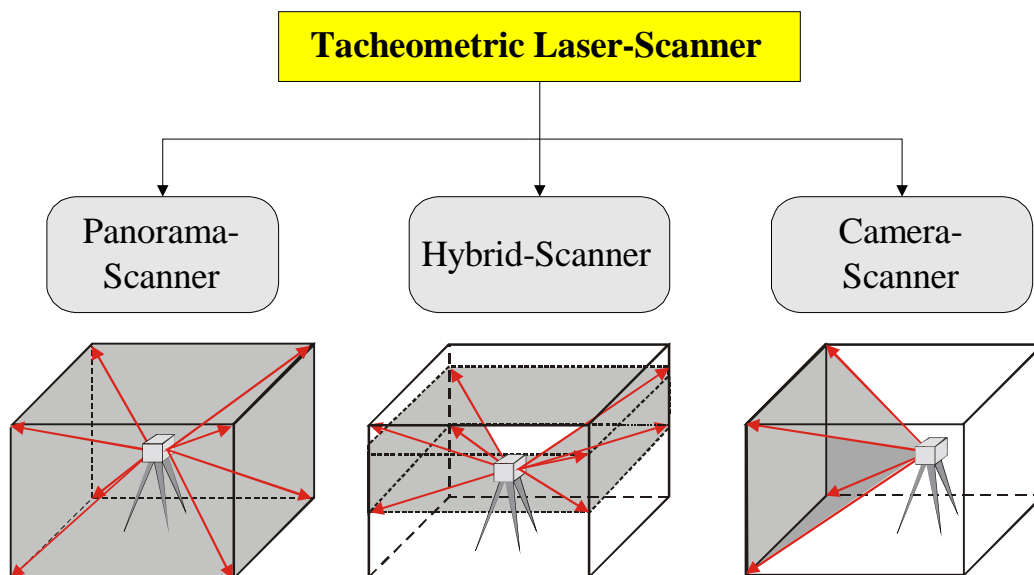 Tacheometric Laser-Scanner
Panorama-
Scanner
Hybrid-Scanner
Camera-
Scanner